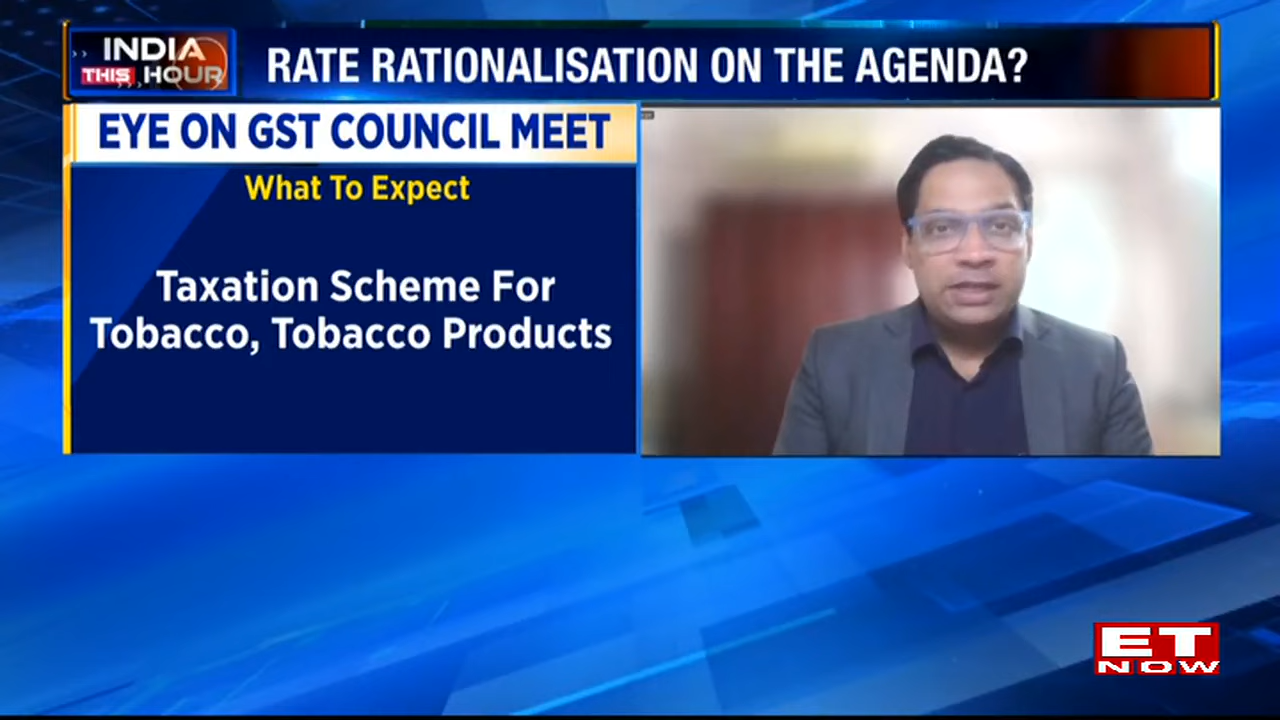 INDIA
THIS HOUR
RATE RATIONALISATION ON THE AGENDA?
EYE ON GST COUNCIL MEET
What To Expect
Taxation Scheme For
Tobacco, Tobacco Products
ET
NOW